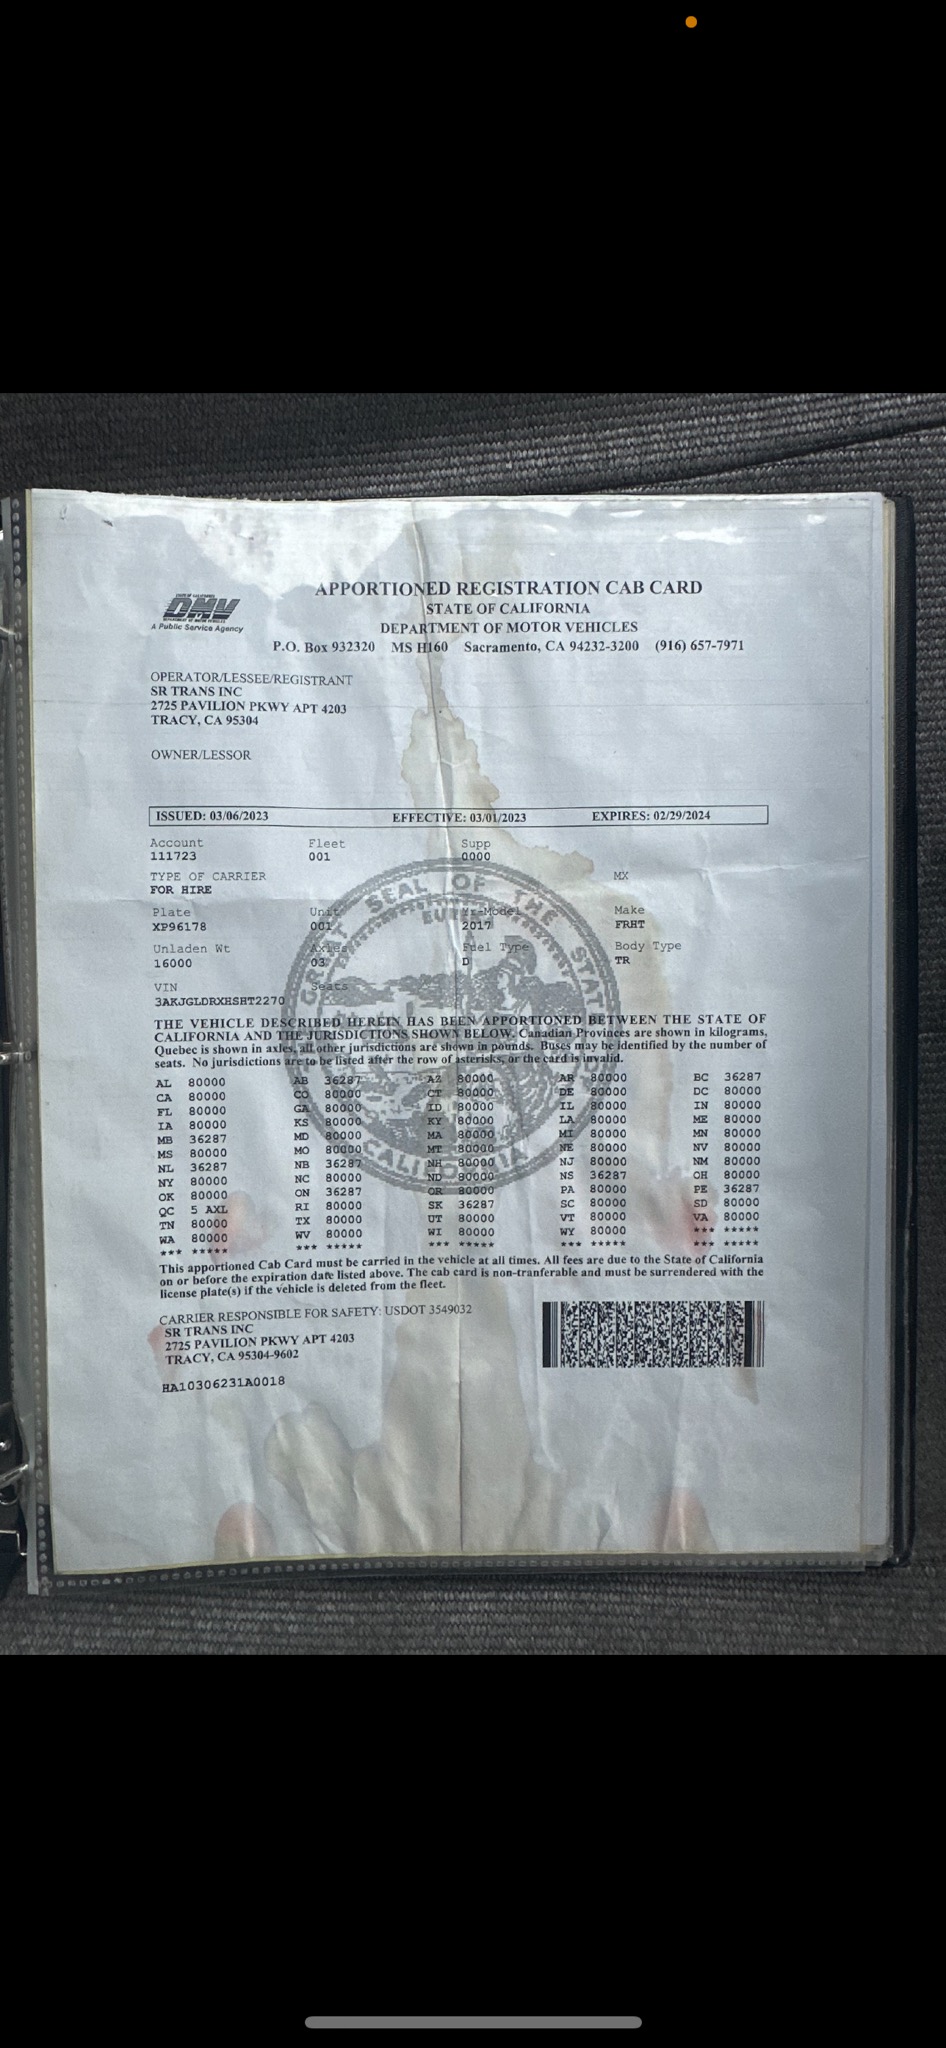 APPORTIONED REGISTRATION CAB CARD
STATE OF CALIFORNIA
DEPARTMENT OF MOTOR VEHICLES
P.O. Box 932320 MS H160 Sacramento, CA 94232-3200 (916) 657-7971
DMV
A Public Service Agency
OPERATOR/LESSEE/REGISTRANT
SR TRANS INC
2725 PAVILION PKWY APT 4203
TRACY, CA 95304
OWNER/LESSOR
ISSUED: 03/06/2023 EFFECTIVE: 03/01/2023 EXPIRES: 02/29/2024
Account Fleet Supp
111723 001 0000
TYPE OF CARRIER MX
FOR HIRE
Plate Unit Yr-Model Make
XP96178 001 2017 FRHT
Unladen Wt Axles Fuel Type Body Type
16000 03 D TR
VIN Seats
3AKJGLDRXHSHT2270
THE VEHICLE DESCRIBED HEREIN HAS BEEN APPORTIONED BETWEEN THE STATE OF
CALIFORNIA AND THE JURISDICTIONS SHOWN BELOW. Canadian Provinces are shown in kilograms,
Quebec is shown in axles, all other jurisdictions are shown in pounds. Buses may be identified by the number of
seats. No jurisdictions are to be listed after the row of asterisks, or the card is invalid.
AL 80000 AB 36287 AZ 80000 AR 80000 BC 36287
CA 80000 CO 80000 CT 80000 DE 80000 DC 80000
FL 80000 GA 80000 ID 80000 IL 80000 IN 80000
IA 80000 KS 80000 KY 80000 LA 80000 ME 80000
MB 36287 MD 80000 MA 80000 MI 80000 MN 80000
MS 80000 MO 80000 MT 80000 NE 80000 NV 80000
NL 36287 NB 36287 NH 80000 NJ 80000 NM 80000
NY 80000 NC 80000 ND 80000 NS 36287 OH 80000
OK 80000 ON 36287 OR 80000 PA 80000 PE 36287
QC 5 AXL RI 80000 SK 36287 SC 80000 SD 80000
TN 80000 TX 80000 UT 80000 VT 80000 VA 80000
WA 80000 WV 80000 WI 80000 WY 80000 *** *****
*** ***** *** ***** *** ***** *** ***** *** *****
This apportioned Cab Card must be carried in the vehicle at all times. All fees are due to the State of California
on or before the expiration date listed above. The cab card is non-tranferable and must be surrendered with the
license plate(s) if the vehicle is deleted from the fleet.
CARRIER RESPONSIBLE FOR SAFETY: USDOT 3549032
SR TRANS INC
2725 PAVILION PKWY APT 4203
TRACY, CA 95304-9602
HA10306231A0018
GREAT SEAL OF THE STATE
CALIFORNIA